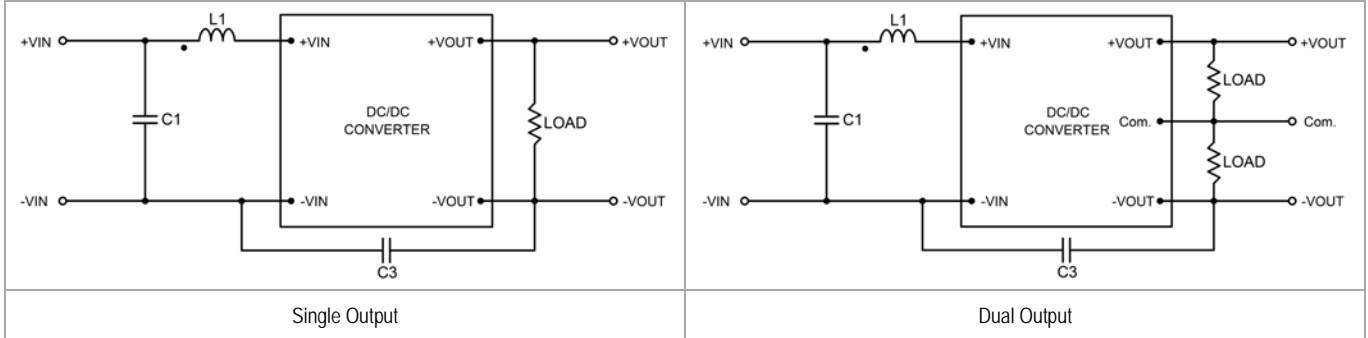 L1
+VIN
+VIN
+VOUT
+VOUT
C1
DC/DC
CONVERTER
LOAD
-VIN
-VIN
-VOUT
-VOUT
C3
Single Output
L1
+VIN
+VIN
+VOUT
+VOUT
LOAD
C1
DC/DC
CONVERTER
Com.
Com.
LOAD
-VIN
-VIN
-VOUT
-VOUT
C3
Dual Output